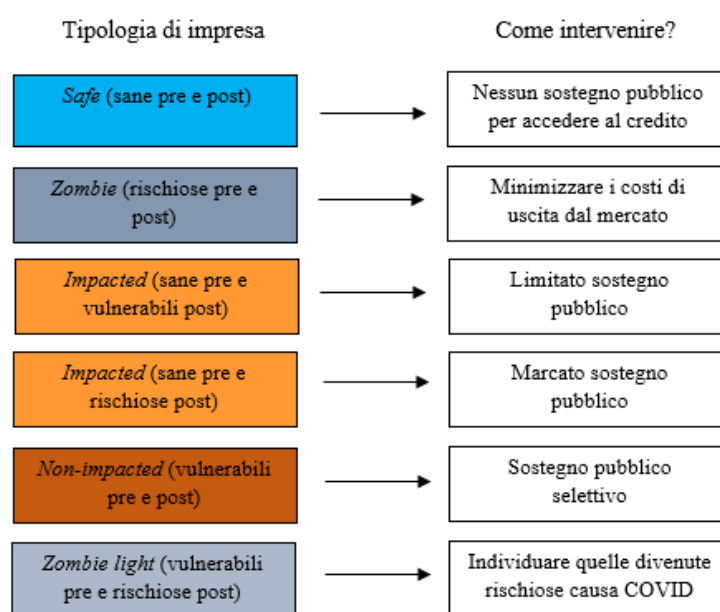 Tipologia di impresa
Come intervenire?
Safe (sane pre e post)
Nessun sostegno pubblico
per accedere al credito
Zombie (rischiose pre e
post)
Minimizzare i costi di
uscita dal mercato
Impacted (sane pre e
vulnerabili post)
Limitato sostegno
pubblico
Impacted (sane pre e
rischiose post)
Marcato sostegno
pubblico
Non-impacted (vulnerabili
pre e post)
Sostegno pubblico
selettivo
Zombie light (vulnerabili
pre e rischiose post)
Individuare quelle divenute
rischiose causa COVID